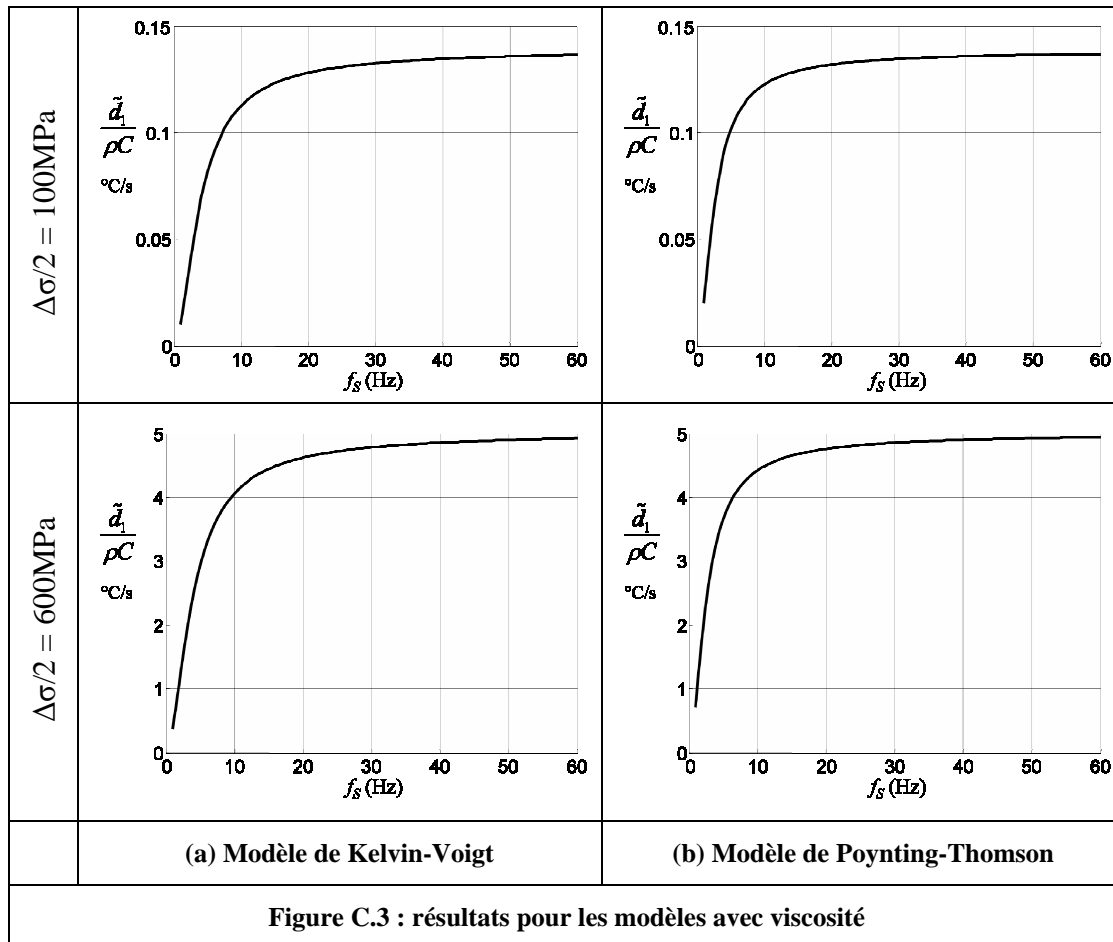 Δσ/2 = 100MPa
0.15
0.1
0.05
0
d̃₁
ρC
°C/s
0 10 20 30 40 50 60
f_S (Hz)
0.15
0.1
0.05
0
d̃₁
ρC
°C/s
0 10 20 30 40 50 60
f_S (Hz)
Δσ/2 = 600MPa
5
4
3
2
1
0
d̃₁
ρC
°C/s
0 10 20 30 40 50 60
f_S (Hz)
5
4
3
2
1
0
d̃₁
ρC
°C/s
0 10 20 30 40 50 60
f_S (Hz)
(a) Modèle de Kelvin-Voigt
(b) Modèle de Poynting-Thomson
Figure C.3 : résultats pour les modèles avec viscosité